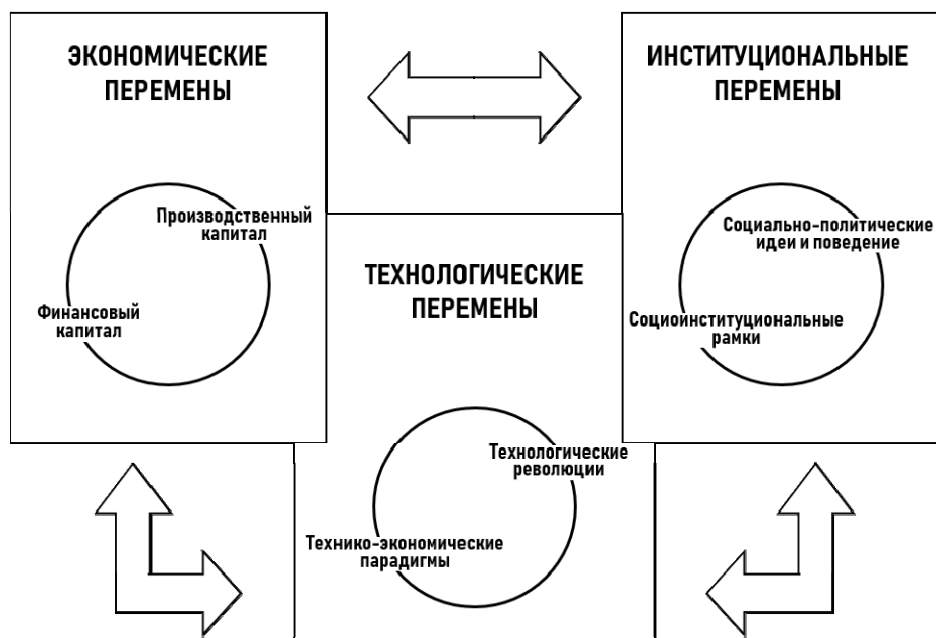 ЭКОНОМИЧЕСКИЕ
ПЕРЕМЕНЫ
Производственный
капитал
Финансовый
капитал
ИНСТИТУЦИОНАЛЬНЫЕ
ПЕРЕМЕНЫ
Социально-политические
идеи и поведение
Социоинституциональные
рамки
ТЕХНОЛОГИЧЕСКИЕ
ПЕРЕМЕНЫ
Технологические
революции
Технико-экономические
парадигмы